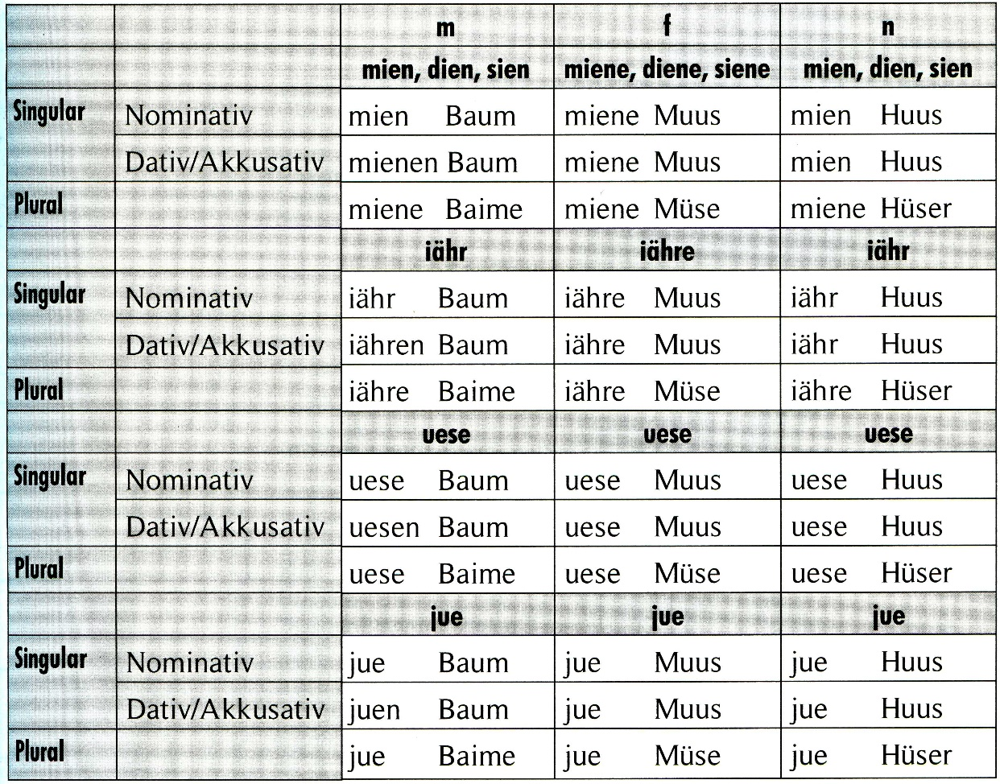 m f n
mien, dien, sien miene, diene, siene mien, dien, sien
Singular Nominativ mien Baum miene Muus mien Huus
Dativ/Akkusativ mienen Baum miene Muus mien Huus
Plural miene Baime miene Müse miene Hüser
iähr iähre iähr
Singular Nominativ iähr Baum iähre Muus iähr Huus
Dativ/Akkusativ iähren Baum iähre Muus iähr Huus
Plural iähre Baime iähre Müse iähre Hüser
uese uese uese
Singular Nominativ uese Baum uese Muus uese Huus
Dativ/Akkusativ uesen Baum uese Muus uese Huus
Plural uese Baime uese Müse uese Hüser
jue jue jue
Singular Nominativ jue Baum jue Muus jue Huus
Dativ/Akkusativ juen Baum jue Muus jue Huus
Plural jue Baime jue Müse jue Hüser